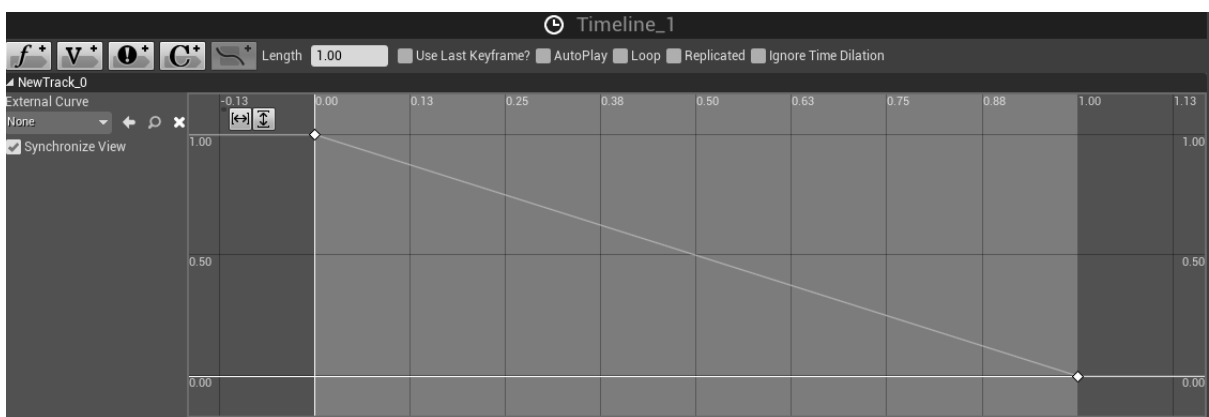 Timeline_1
f+ V+ !+ C+ + Length 1.00 Use Last Keyframe? AutoPlay Loop Replicated Ignore Time Dilation
NewTrack_0
External Curve
None
Synchronize View
-0.13 0.00 0.13 0.25 0.38 0.50 0.63 0.75 0.88 1.00 1.13
1.00 1.00
0.50 0.50
0.00 0.00